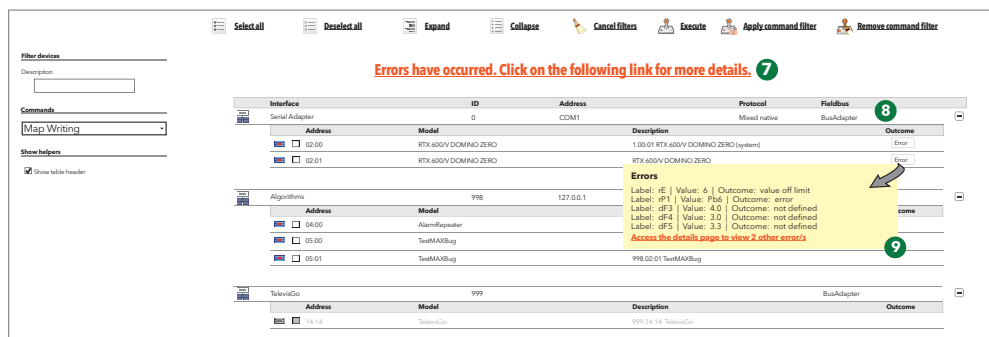 Select all Deselect all Expand Collapse Cancel filters Execute Apply command filter Remove command filter
Filter devices
Description
Errors have occurred. Click on the following link for more details. 7
Commands
Map Writing
Show helpers
Show table header
Interface ID Address Protocol Fieldbus 8
Serial Adapter 0 COM1 Mixed native BusAdapter
Address Model Description Outcome
02:00 RTX 600/V DOMINO ZERO 1.00:01 RTX 600/V DOMINO ZERO (system) Error
02:01 RTX 600/V DOMINO ZERO RTX 600/V DOMINO ZERO Error
Errors
Label: rE | Value: 6 | Outcome: value off limit
Label: rP1 | Value: Pb6 | Outcome: error
Label: dF3 | Value: 4.0 | Outcome: not defined
Label: dF4 | Value: 3.0 | Outcome: not defined
Label: dF5 | Value: 3.3 | Outcome: not defined
Access the details page to view 2 other error/s
9
Algorithms 998 127.0.0.1
Address Model come
04:00 AlarmRepeater
05:00 TestMAXBug
05:01 TestMAXBug 998.02:01 TestMAXBug
TelevisGo 999 BusAdapter
Address Model Description Outcome
14:14 TelevisGo 999.14:14 TelevisGo